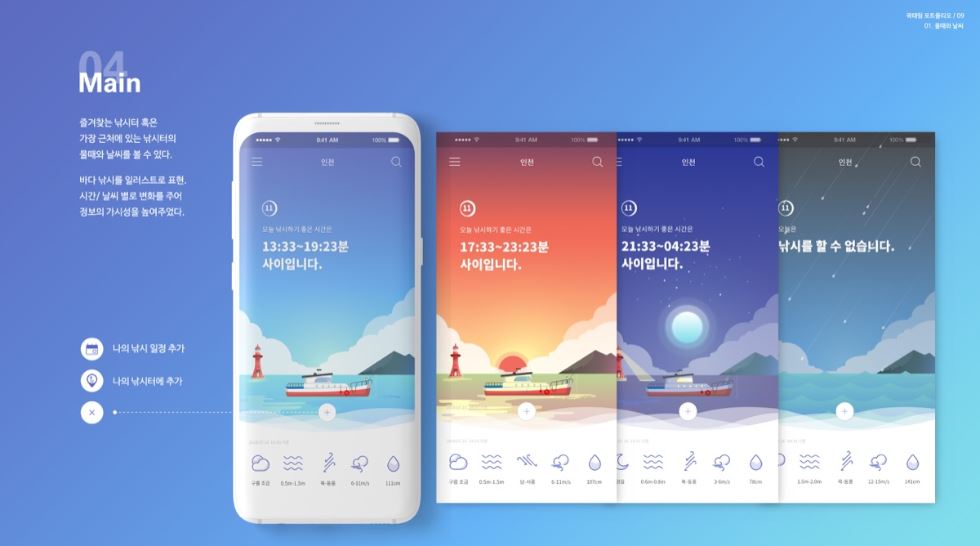 곽태림 포트폴리오 / 09
01. 물때와 날씨
04
Main
즐겨찾는 낚시터 혹은
가장 근처에 있는 낚시터의
물때와 날씨를 볼 수 있다.
바다 낚시를 일러스트로 표현.
시간/ 날씨 별로 변화를 주어
정보의 가시성을 높여주었다.
나의 낚시 일정 추가
나의 낚시터에 추가
9:41 AM
100%
인천
11
오늘 낚시하기 좋은 시간은
13:33~19:23분
사이입니다.
구름 조금
0.5m-1.5m
북-동풍
6-11m/s
113cm
9:41 AM
100%
인천
11
오늘 낚시하기 좋은 시간은
17:33~23:23분
사이입니다.
구름 조금
0.5m-1.5m
남-서풍
6-11m/s
107cm
9:41 AM
100%
인천
11
오늘 낚시하기 좋은 시간은
21:33~04:23분
사이입니다.
북-동풍
3-6m/s
78cm
9:41 AM
100%
인천
11
낚시를 할 수 없습니다.
1.5m-2.0m
북-동풍
12-15m/s
141cm